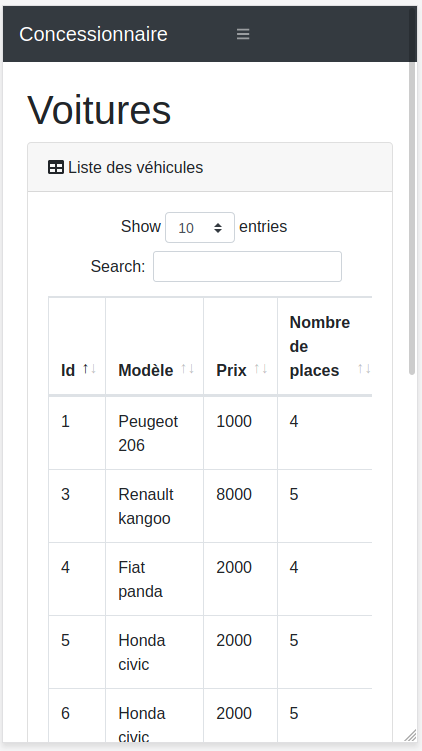 Concessionnaire
Voitures
Liste des véhicules
Show 10 entries
Search:
Nombre
de
Id Modèle Prix places
1 Peugeot 1000 4
206
3 Renault 8000 5
kangoo
4 Fiat 2000 4
panda
5 Honda 2000 5
civic
6 Honda 2000 5
civic